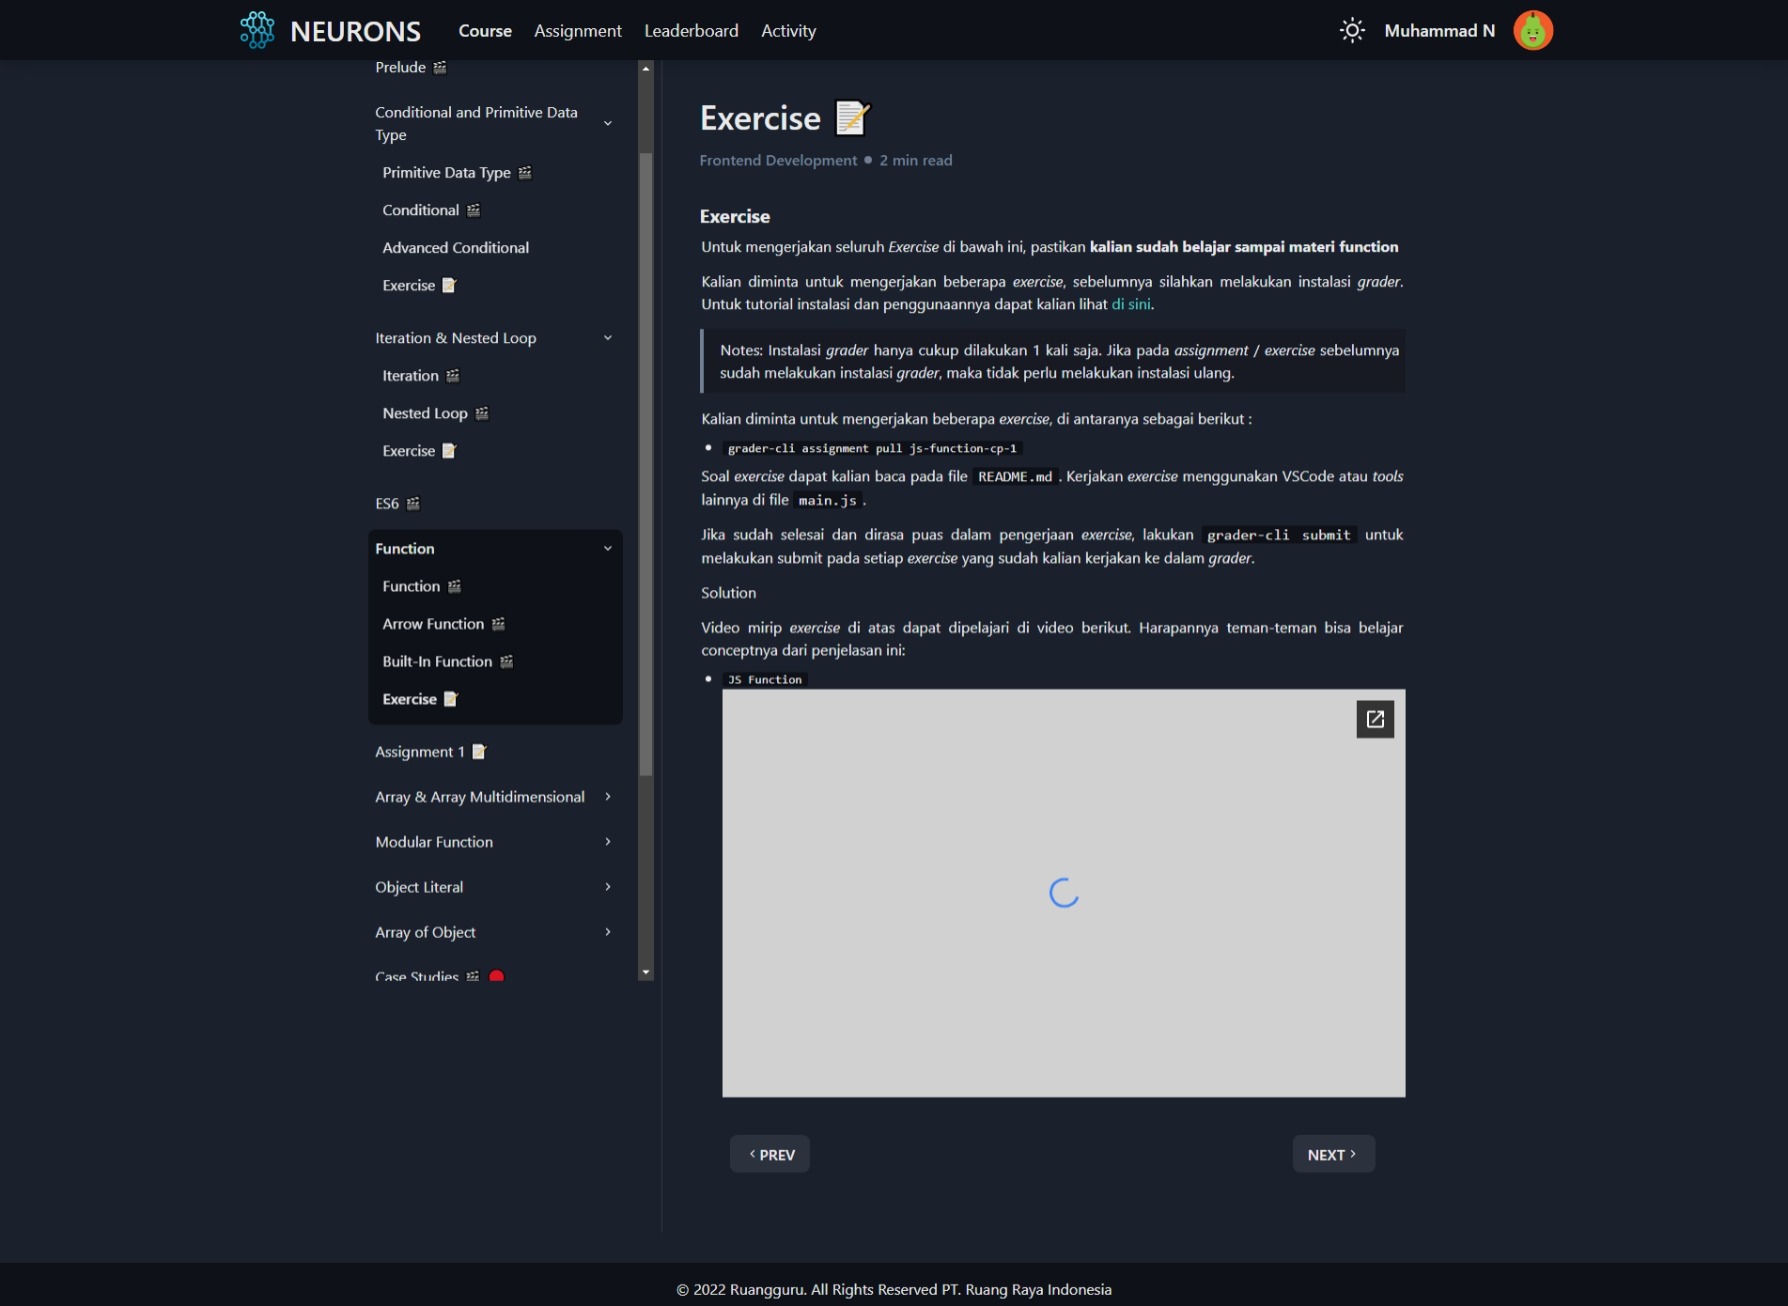 NEURONS
Course
Assignment
Leaderboard
Activity
Muhammad N
Prelude
Conditional and Primitive Data
Type
Primitive Data Type
Conditional
Advanced Conditional
Exercise
Iteration & Nested Loop
Iteration
Nested Loop
Exercise
ES6
Function
Function
Arrow Function
Built-In Function
Exercise
Assignment 1
Array & Array Multidimensional
Modular Function
Object Literal
Array of Object
Case Studies
Exercise
Frontend Development • 2 min read
Exercise
Untuk mengerjakan seluruh Exercise di bawah ini, pastikan kalian sudah belajar sampai materi function
Kalian diminta untuk mengerjakan beberapa exercise, sebelumnya silahkan melakukan instalasi grader.
Untuk tutorial instalasi dan penggunaannya dapat kalian lihat di sini.
Notes: Instalasi grader hanya cukup dilakukan 1 kali saja. Jika pada assignment / exercise sebelumnya
sudah melakukan instalasi grader, maka tidak perlu melakukan instalasi ulang.
Kalian diminta untuk mengerjakan beberapa exercise, di antaranya sebagai berikut :
• grader-cli assignment pull js-function-cp-1
Soal exercise dapat kalian baca pada file README.md . Kerjakan exercise menggunakan VSCode atau tools
lainnya di file main.js .
Jika sudah selesai dan dirasa puas dalam pengerjaan exercise, lakukan grader-cli submit untuk
melakukan submit pada setiap exercise yang sudah kalian kerjakan ke dalam grader.
Solution
Video mirip exercise di atas dapat dipelajari di video berikut. Harapannya teman-teman bisa belajar
conceptnya dari penjelasan ini:
• JS Function
‹ PREV
NEXT ›
© 2022 Ruangguru. All Rights Reserved PT. Ruang Raya Indonesia